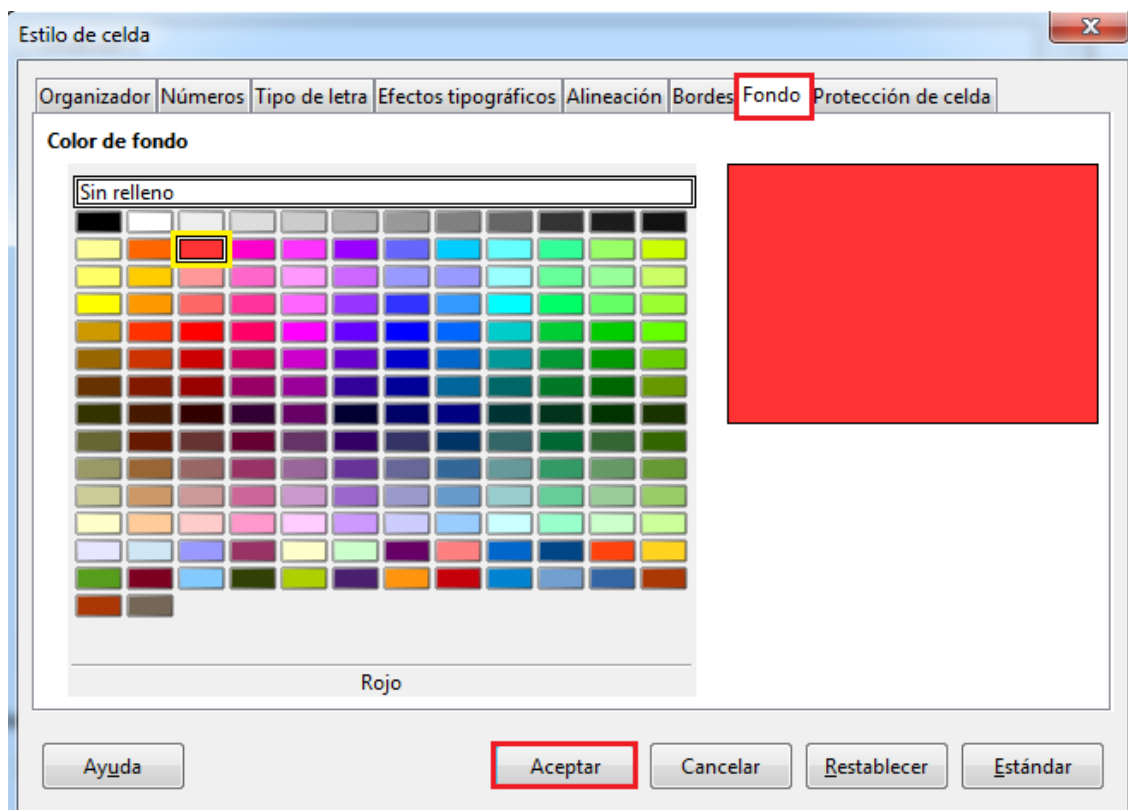 Estilo de celda
Organizador Números Tipo de letra Efectos tipográficos Alineación Bordes Fondo Protección de celda
Color de fondo
Sin relleno
Rojo
Ayuda Aceptar Cancelar Restablecer Estándar